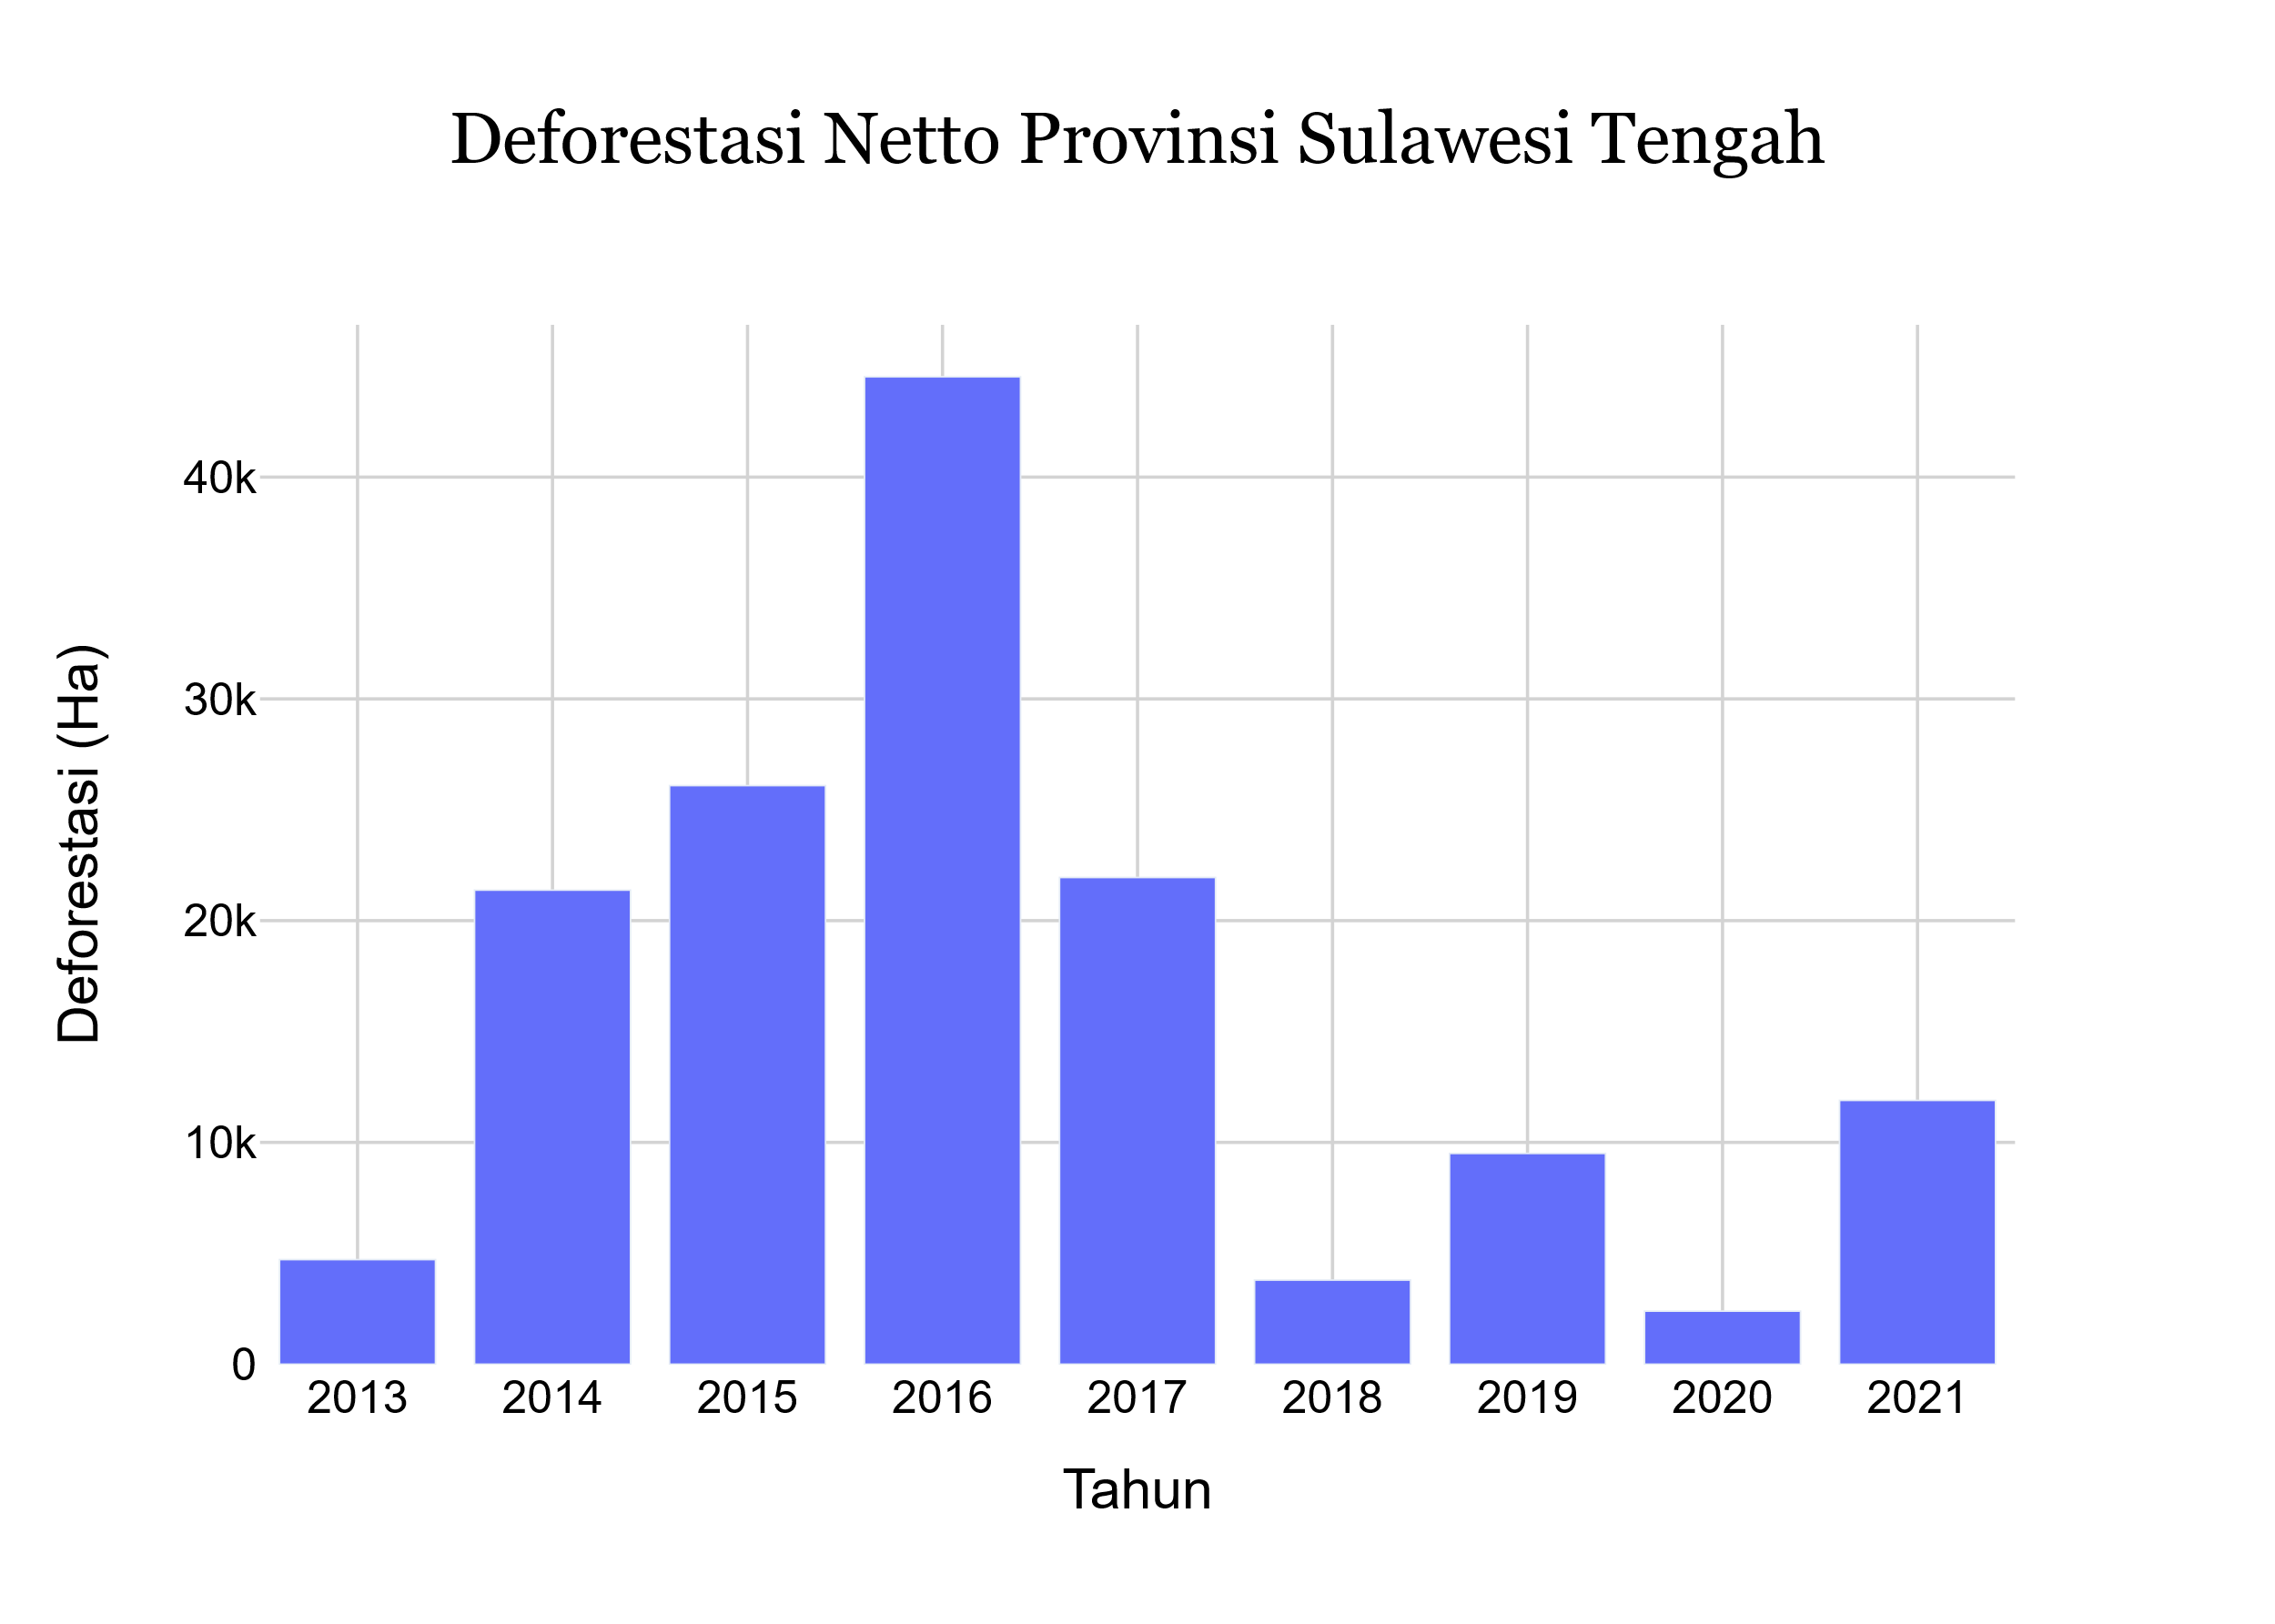 Deforestasi Netto Provinsi Sulawesi Tengah
Deforestasi (Ha)
40k
30k
20k
10k
0
2013 2014 2015 2016 2017 2018 2019 2020 2021
Tahun